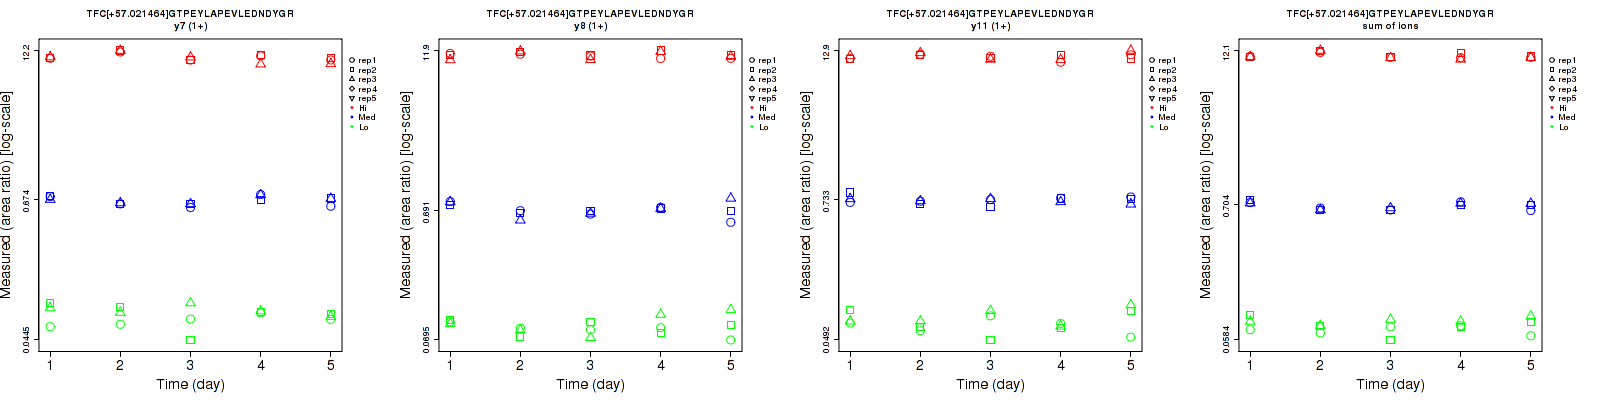 TFC[+57.021464]GTPEYLAPEVLEDNDYGR
y7 (1+)
Measured (area ratio) [log-scale]
12.2
0.674
0.0445
1 2 3 4 5
Time (day)
rep1
rep2
rep3
rep4
rep5
Hi
Med
Lo
TFC[+57.021464]GTPEYLAPEVLEDNDYGR
y8 (1+)
Measured (area ratio) [log-scale]
11.9
0.691
0.0695
1 2 3 4 5
Time (day)
rep1
rep2
rep3
rep4
rep5
Hi
Med
Lo
TFC[+57.021464]GTPEYLAPEVLEDNDYGR
y11 (1+)
Measured (area ratio) [log-scale]
12.9
0.733
0.0492
1 2 3 4 5
Time (day)
rep1
rep2
rep3
rep4
rep5
Hi
Med
Lo
TFC[+57.021464]GTPEYLAPEVLEDNDYGR
sum of ions
Measured (area ratio) [log-scale]
12.1
0.704
0.0584
1 2 3 4 5
Time (day)
rep1
rep2
rep3
rep4
rep5
Hi
Med
Lo